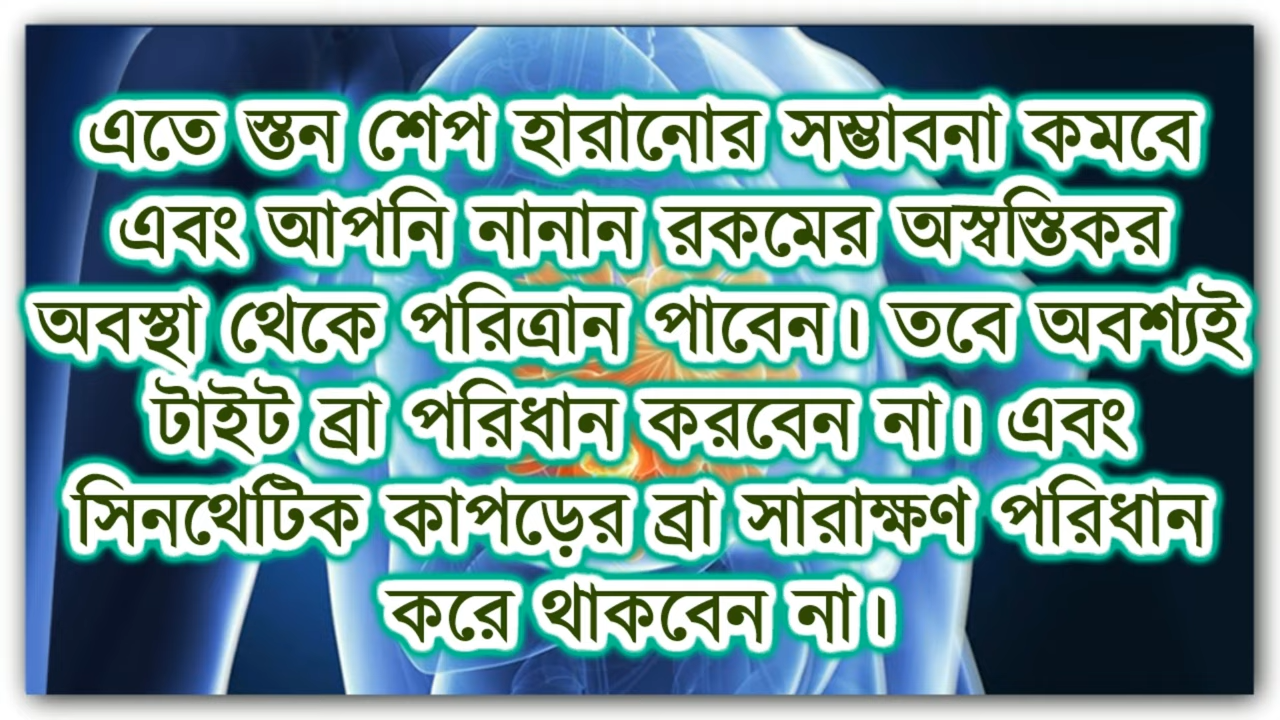 এতে স্তন শেপ হারানোর সম্ভাবনা কমবে
এবং আপনি নানান রকমের অস্বস্তিকর
অবস্থা থেকে পরিত্রান পাবেন। তবে অবশ্যই
টাইট ব্রা পরিধান করবেন না। এবং
সিনথেটিক কাপড়ের ব্রা সারাক্ষণ পরিধান
করে থাকবেন না।